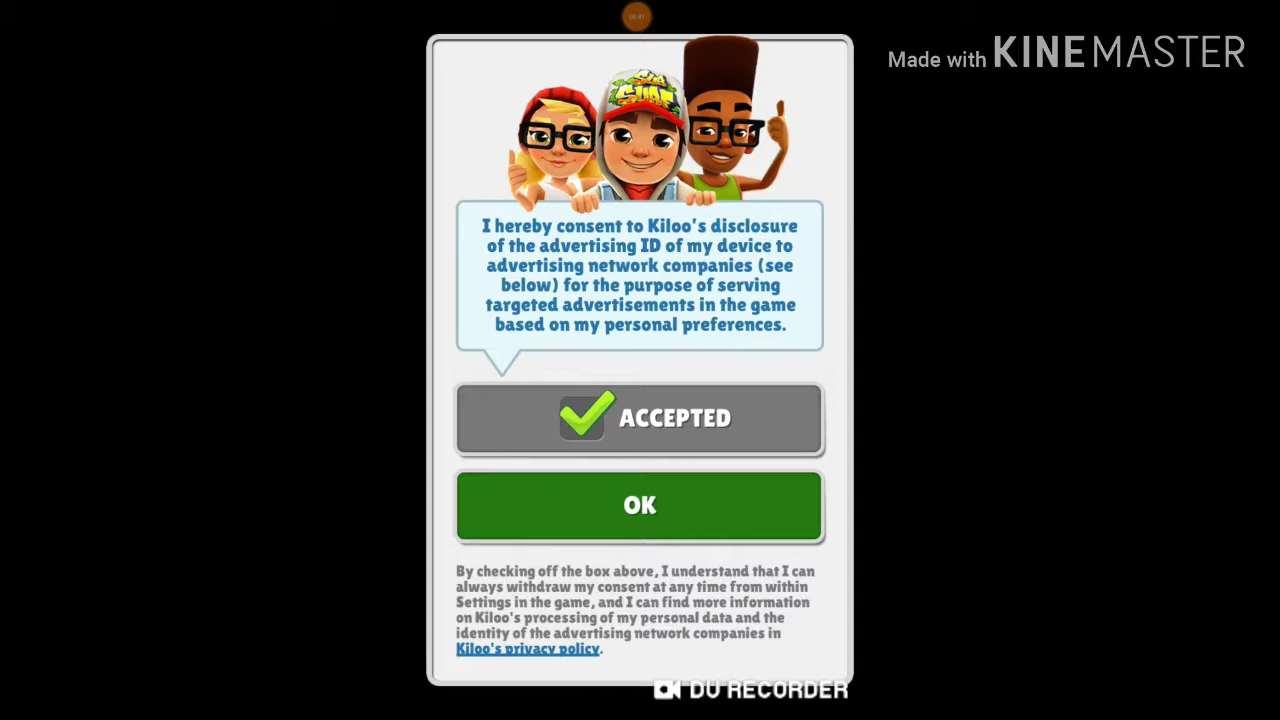 Made with KINEMASTER
SUB
SURF
I hereby consent to Kiloo's disclosure
of the advertising ID of my device to
advertising network companies (see
below) for the purpose of serving
targeted advertisements in the game
based on my personal preferences.
ACCEPTED
OK
By checking off the box above, I understand that I can
always withdraw my consent at any time from within
Settings in the game, and I can find more information
on Kiloo's processing of my personal data and the
identity of the advertising network companies in
Kiloo's privacy policy.
DU RECORDER